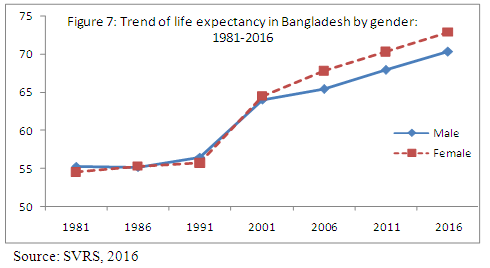 Figure 7: Trend of life expectancy in Bangladesh by gender:
1981-2016
75
70
65
60
55
50
1981 1986 1991 2001 2006 2011 2016
Male
Female
Source: SVRS, 2016